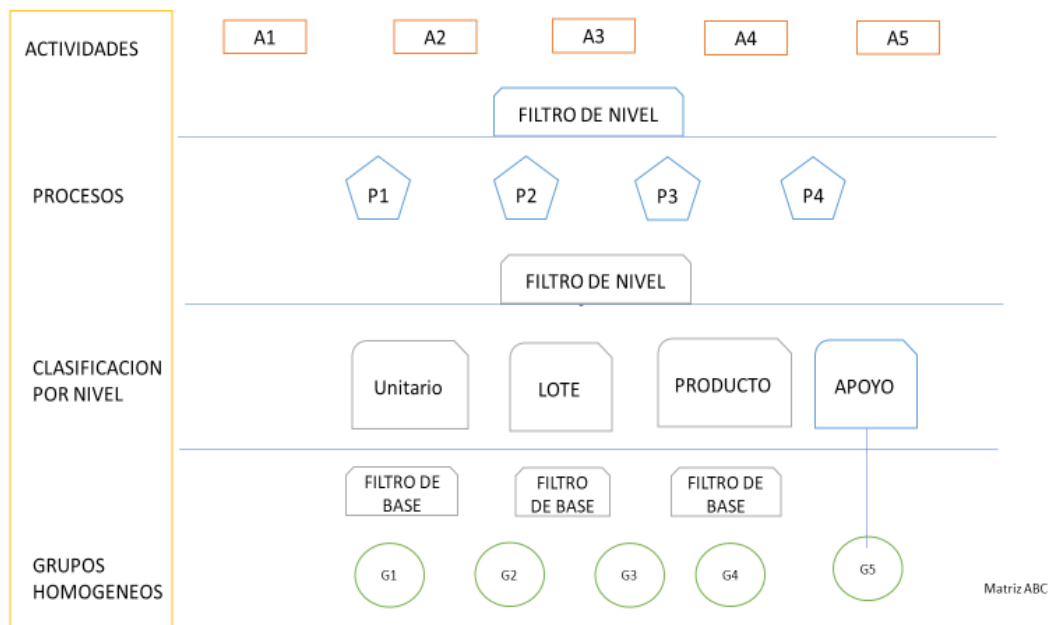 ACTIVIDADES
A1
A2
A3
A4
A5
FILTRO DE NIVEL
PROCESOS
P1
P2
P3
P4
FILTRO DE NIVEL
CLASIFICACION
POR NIVEL
Unitario
LOTE
PRODUCTO
APOYO
FILTRO DE
BASE
FILTRO
DE BASE
FILTRO DE
BASE
GRUPOS
HOMOGENEOS
G1
G2
G3
G4
G5
Matriz ABC